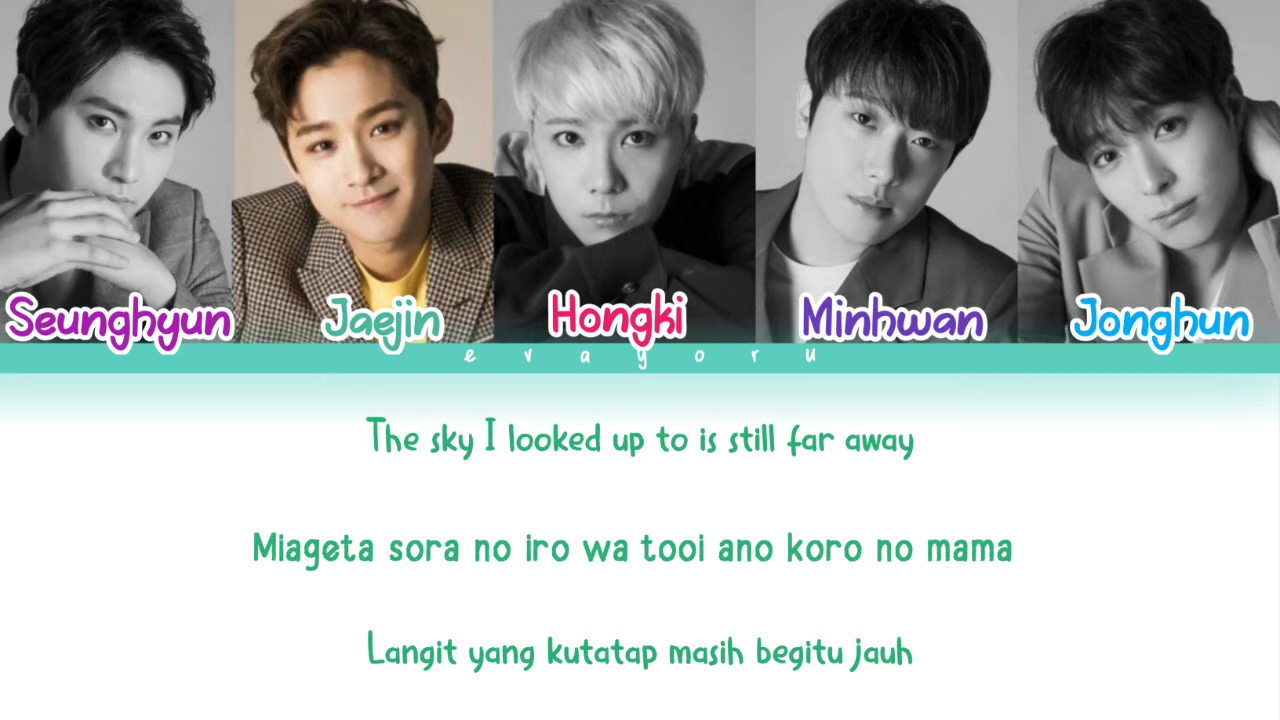 Seunghyun Jaejin Hongki Minhwan Jonghun
evayoru
The sky I looked up to is still far away
Miageta sora no iro wa tooi ano koro no mama
Langit yang kutatap masih begitu jauh